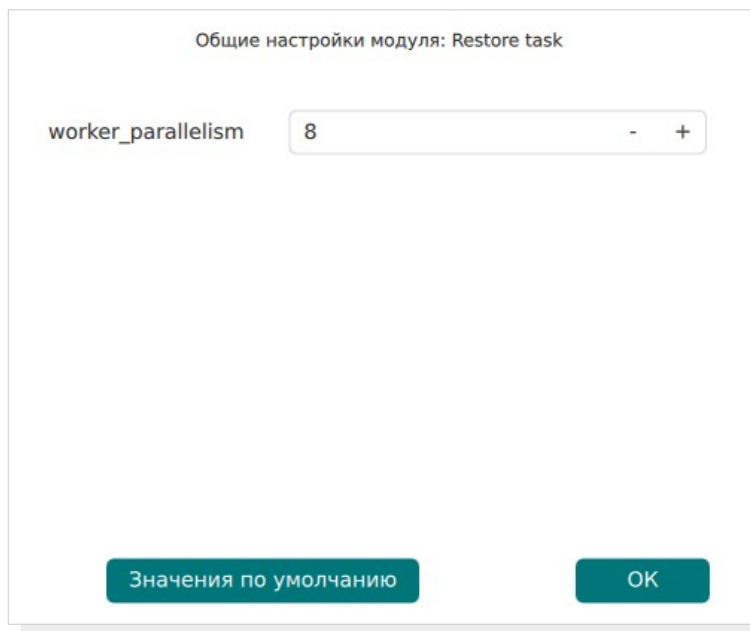 Общие настройки модуля: Restore task
worker_parallelism 8 - +
Значения по умолчанию OK